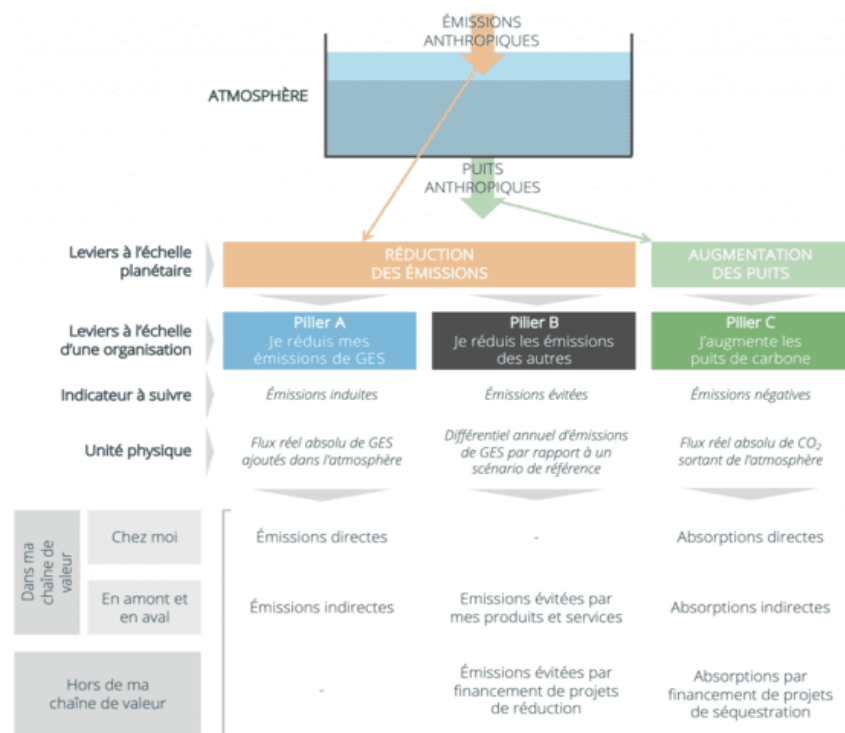 ÉMISSIONS
ANTHROPIQUES
ATMOSPHÈRE
PUITS
ANTHROPIQUES
Leviers à l'échelle
planétaire
RÉDUCTION
DES ÉMISSIONS
AUGMENTATION
DES PUITS
Leviers à l'échelle
d'une organisation
Pilier A
Je réduis mes
émissions de GES
Pilier B
Je réduis les émissions
des autres
Pilier C
J'augmente les
puits de carbone
Indicateur à suivre
Émissions induites
Émissions évitées
Émissions négatives
Unité physique
Flux réel absolu de GES
ajoutés dans l'atmosphère
Différentiel annuel d'émissions
de GES par rapport à un
scénario de référence
Flux réel absolu de CO₂
sortant de l'atmosphère
Dans ma
chaîne de
valeur
Chez moi
Émissions directes
-
Absorptions directes
En amont et
en aval
Émissions indirectes
Emissions évitées par
mes produits et services
Absorptions indirectes
Hors de ma
chaîne de valeur
-
Émissions évitées par
financement de projets
de réduction
Absorptions par
financement de projets
de séquestration